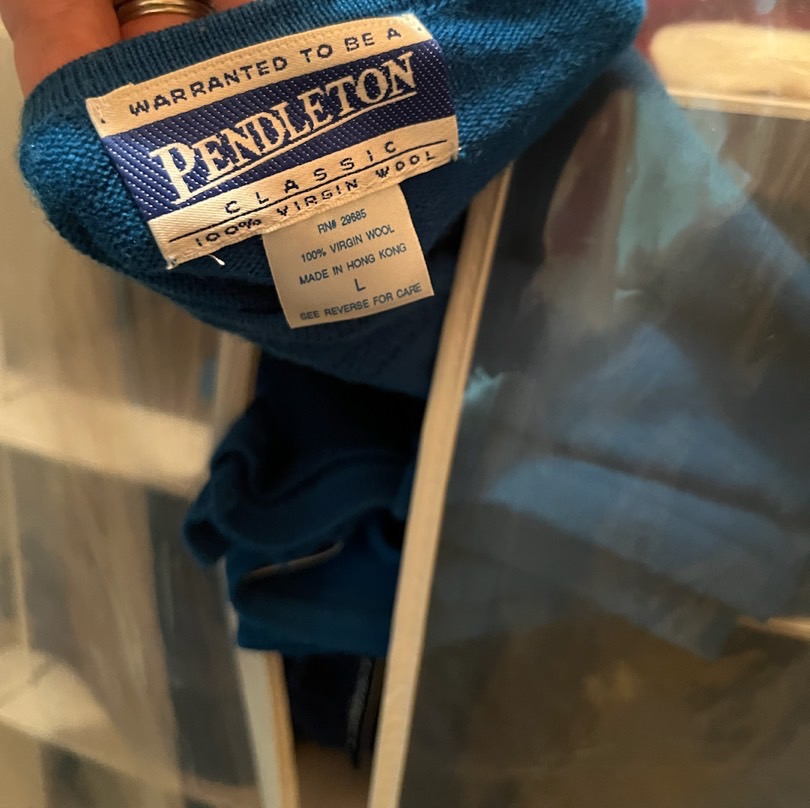 WARRANTED TO BE A
PENDLETON
CLASSIC
100% VIRGIN WOOL
RN# 29685
100% VIRGIN WOOL
MADE IN HONG KONG
L
SEE REVERSE FOR CARE